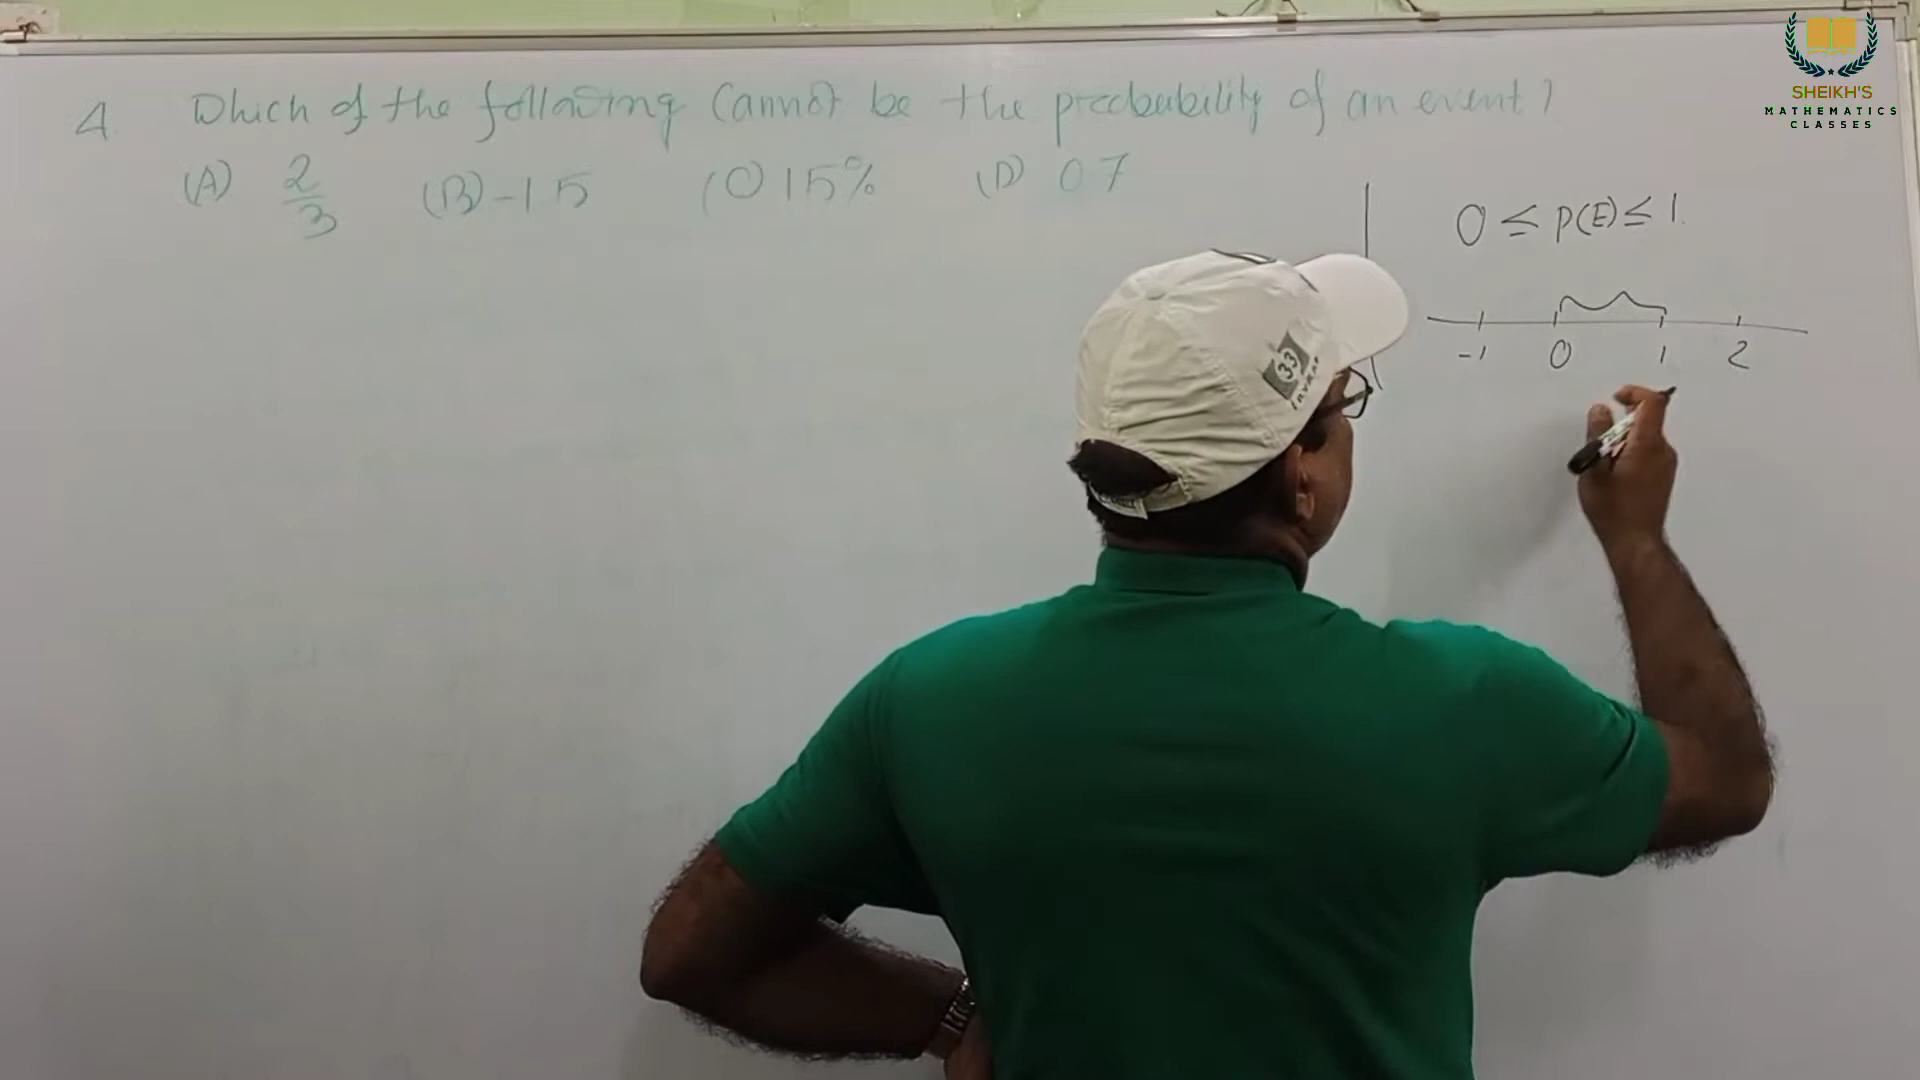 4. Which of the following Cannot be the probability of an event?
(A) 2/3 (B) -1.5 (C) 15% (D) 0.7
0 ≤ P(E) ≤ 1.
-1 0 1 2
33
SHEIKH'S
MATHEMATICS
CLASSES